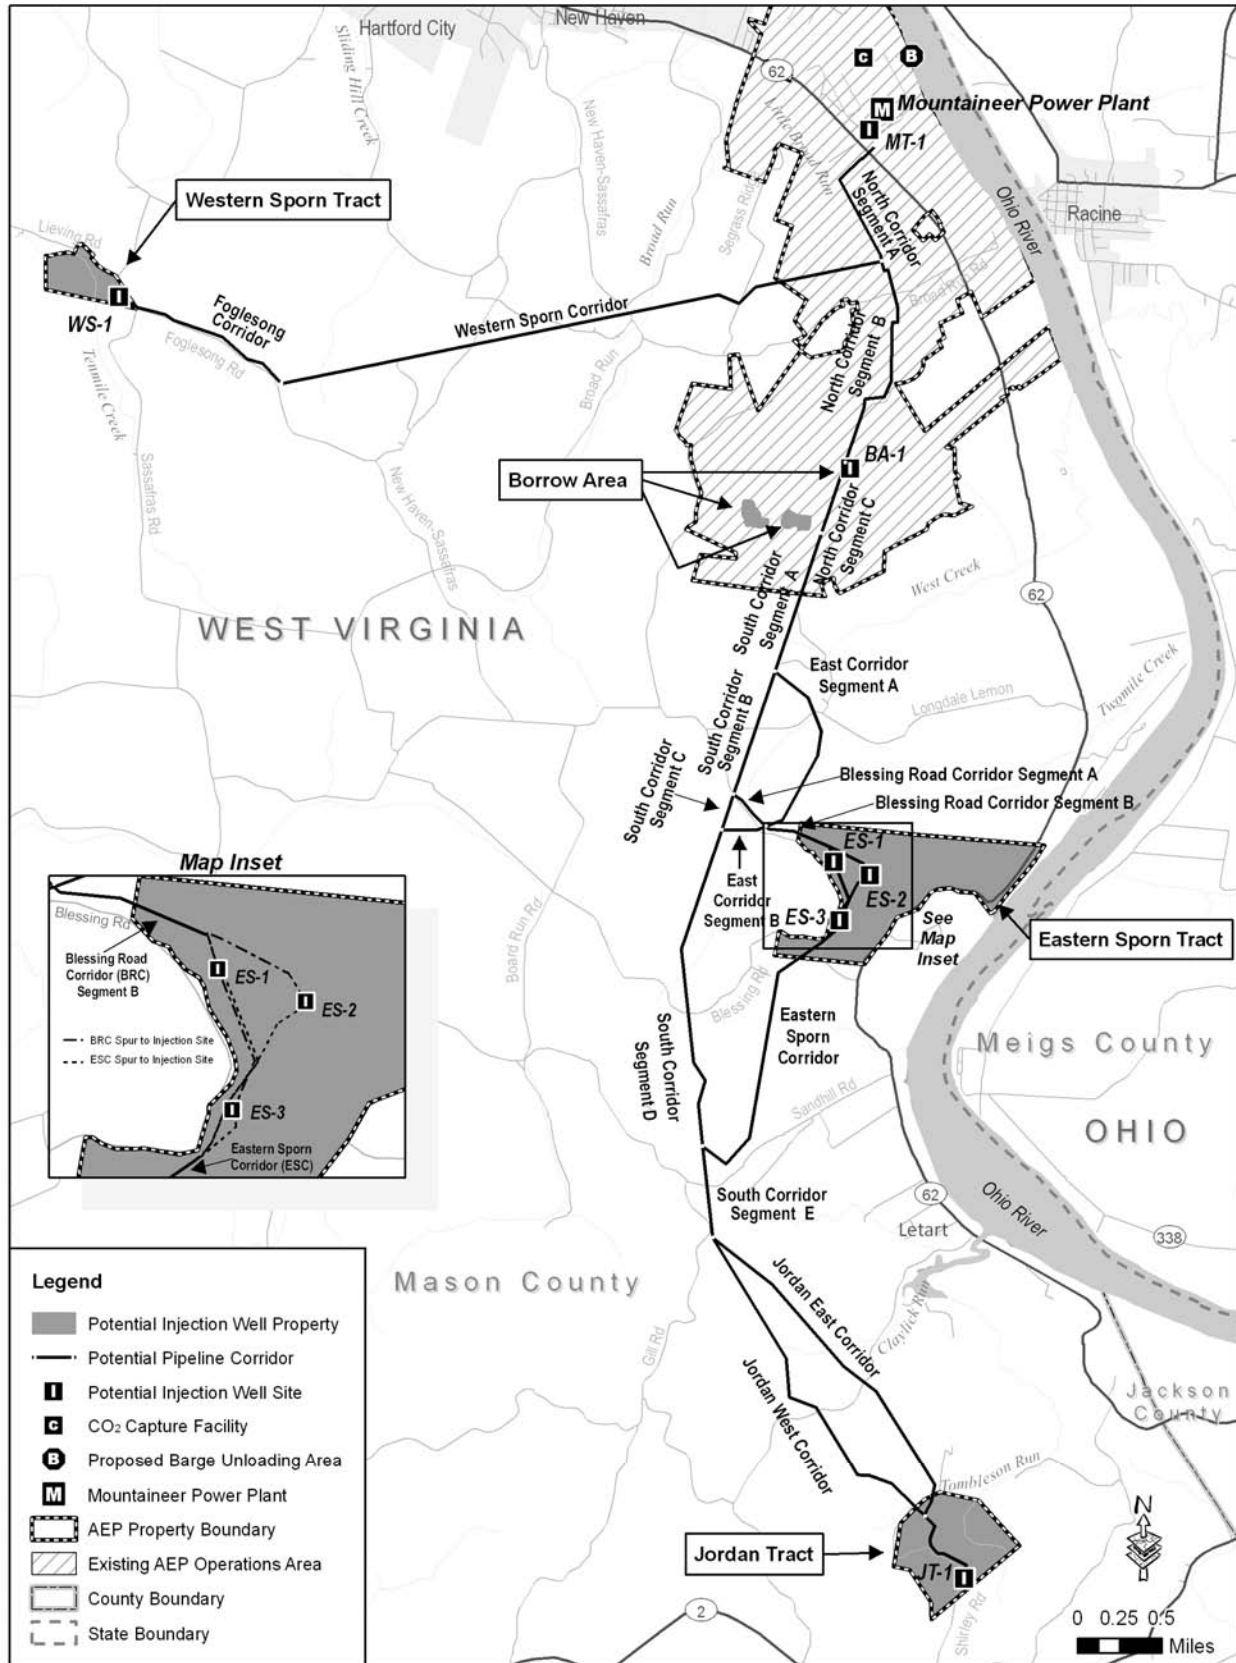 Hartford City
New Haven
Sliding Hill Creek
62
C
B
M
Mountaineer Power Plant
I
MT-1
Little Broad Run
New Haven-Sassafras
Segrass Ridge
Broad Run
North Corridor
Segment A
Ohio River
Racine
Western Sporn Tract
Lieving Rd
I
WS-1
Foglesong
Corridor
Foglesong Rd
Western Sporn Corridor
Broad Run Rd
North Corridor
Segment B
Tenmile Creek
Broad Run
Sassafras Rd
New Haven-Sassafras
Borrow Area
I
BA-1
North Corridor
Segment C
South Corridor
Segment A
West Creek
62
WEST VIRGINIA
East Corridor
Segment A
Longdale Lemon
Twomile Creek
South Corridor
Segment B
South Corridor
Segment C
Blessing Road Corridor Segment A
Blessing Road Corridor Segment B
ES-1
I
I
ES-2
East
Corridor
Segment B
ES-3
I
See
Map
Inset
Eastern Sporn Tract
Map Inset
Blessing Rd
Blessing Road
Corridor (BRC)
Segment B
I
ES-1
I
ES-2
BRC Spur to Injection Site
ESC Spur to Injection Site
I
ES-3
Eastern Sporn
Corridor (ESC)
Board Run Rd
Blessing Rd
Eastern
Sporn
Corridor
South Corridor
Segment D
Sandhill Rd
Meigs County
OHIO
South Corridor
Segment E
62
Letart
Ohio River
338
Mason County
Jordan East Corridor
Claylick Run
Gill Rd
Jordan West Corridor
Jackson
County
Tombleson Run
Jordan Tract
JT-1
I
Shirley Rd
2
N
0 0.25 0.5
Miles
Legend
Potential Injection Well Property
Potential Pipeline Corridor
I Potential Injection Well Site
C CO₂ Capture Facility
B Proposed Barge Unloading Area
M Mountaineer Power Plant
AEP Property Boundary
Existing AEP Operations Area
County Boundary
State Boundary